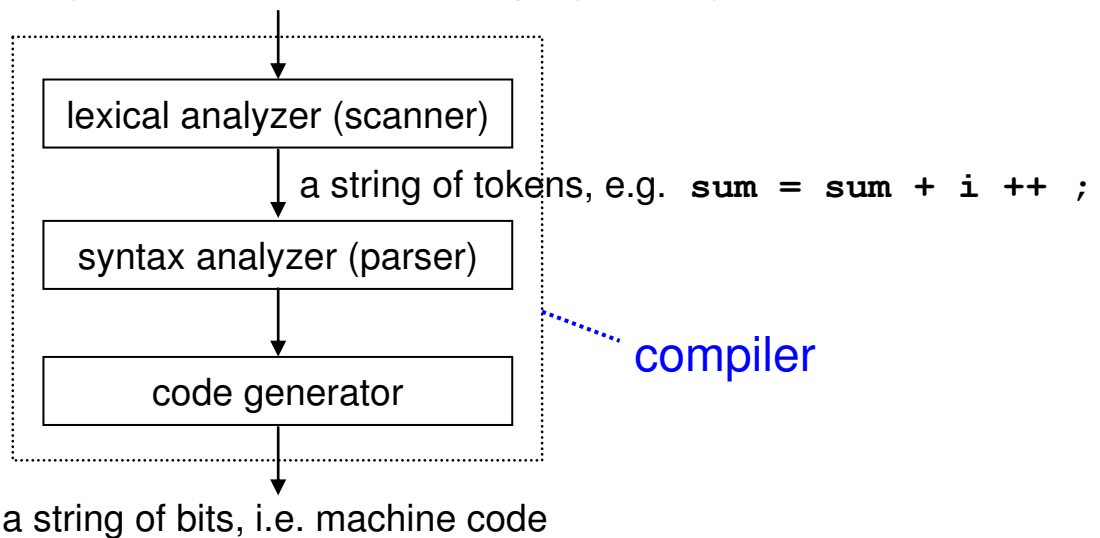 lexical analyzer (scanner)
a string of tokens, e.g. sum = sum + i ++ ;
syntax analyzer (parser)
compiler
code generator
a string of bits, i.e. machine code